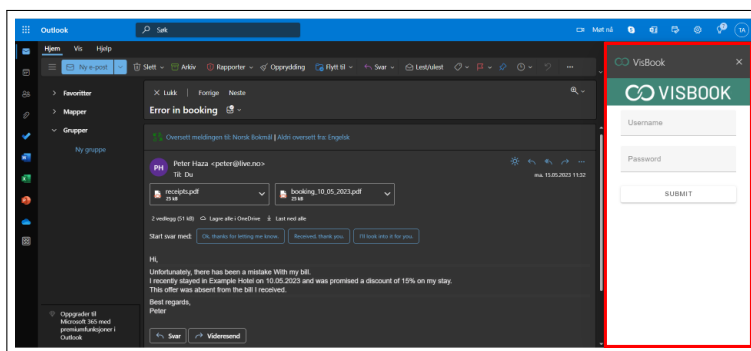 Outlook
Søk
Møt nå
TA
Hjem Vis Hjelp
Ny e-post
Slett
Arkiv
Rapporter
Opprydding
Flytt til
Svar
Lest/ulest
Favoritter
Mapper
Grupper
Ny gruppe
Oppgrader til
Microsoft 365 med
premiumfunksjoner i
Outlook
Lukk | Forrige Neste
Error in booking
Oversett meldingen til: Norsk Bokmål | Aldri oversett fra: Engelsk
PH
Peter Haza <peter@live.no>
Til: Du
ma. 15.05.2023 11:32
receipts.pdf
25 kB
booking_10_05_2023.pdf
25 kB
2 vedlegg (51 kB) Lagre alle i OneDrive Last ned alle
Start svar med:
Ok, thanks for letting me know.
Received, thank you.
I'll look into it for you.
Hi,
Unfortunately, there has been a mistake With my bill.
I recently stayed in Example Hotel on 10.05.2023 and was promised a discount of 15% on my stay.
This offer was absent from the bill I received.
Best regards,
Peter
Svar
Videresend
VisBook
VISBOOK
Username
Password
SUBMIT